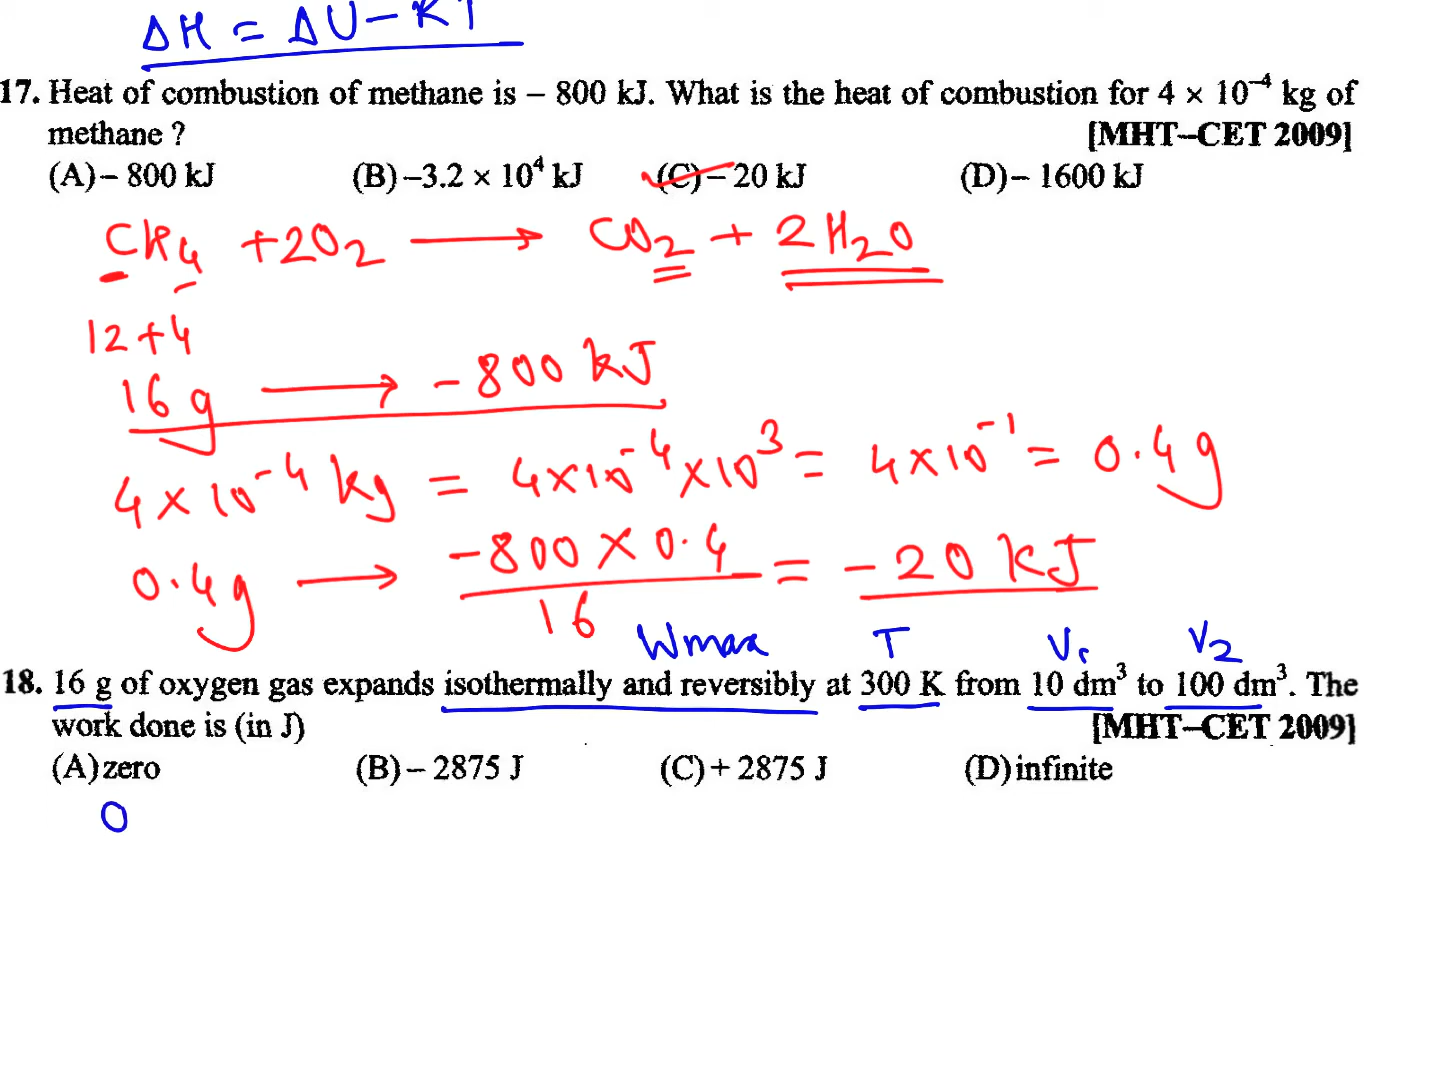 ΔH = ΔU – RT
17. Heat of combustion of methane is – 800 kJ. What is the heat of combustion for 4 × 10⁻⁴ kg of
methane ? [MHT–CET 2009]
(A) – 800 kJ (B) –3.2 × 10⁴ kJ (C) – 20 kJ (D) – 1600 kJ
CH₄ + 2O₂ ⟶ CO₂ + 2H₂O
12+4
16 g ⟶ - 800 kJ
4 × 10⁻⁴ kg = 4×10⁻⁴ ×10³ = 4×10⁻¹ = 0.4 g
0.4g ⟶ -800 × 0.4 / 16 = - 20 kJ
Wmax T V₁ V₂
18. 16 g of oxygen gas expands isothermally and reversibly at 300 K from 10 dm³ to 100 dm³. The
work done is (in J) [MHT–CET 2009]
(A) zero (B) – 2875 J (C) + 2875 J (D) infinite
O